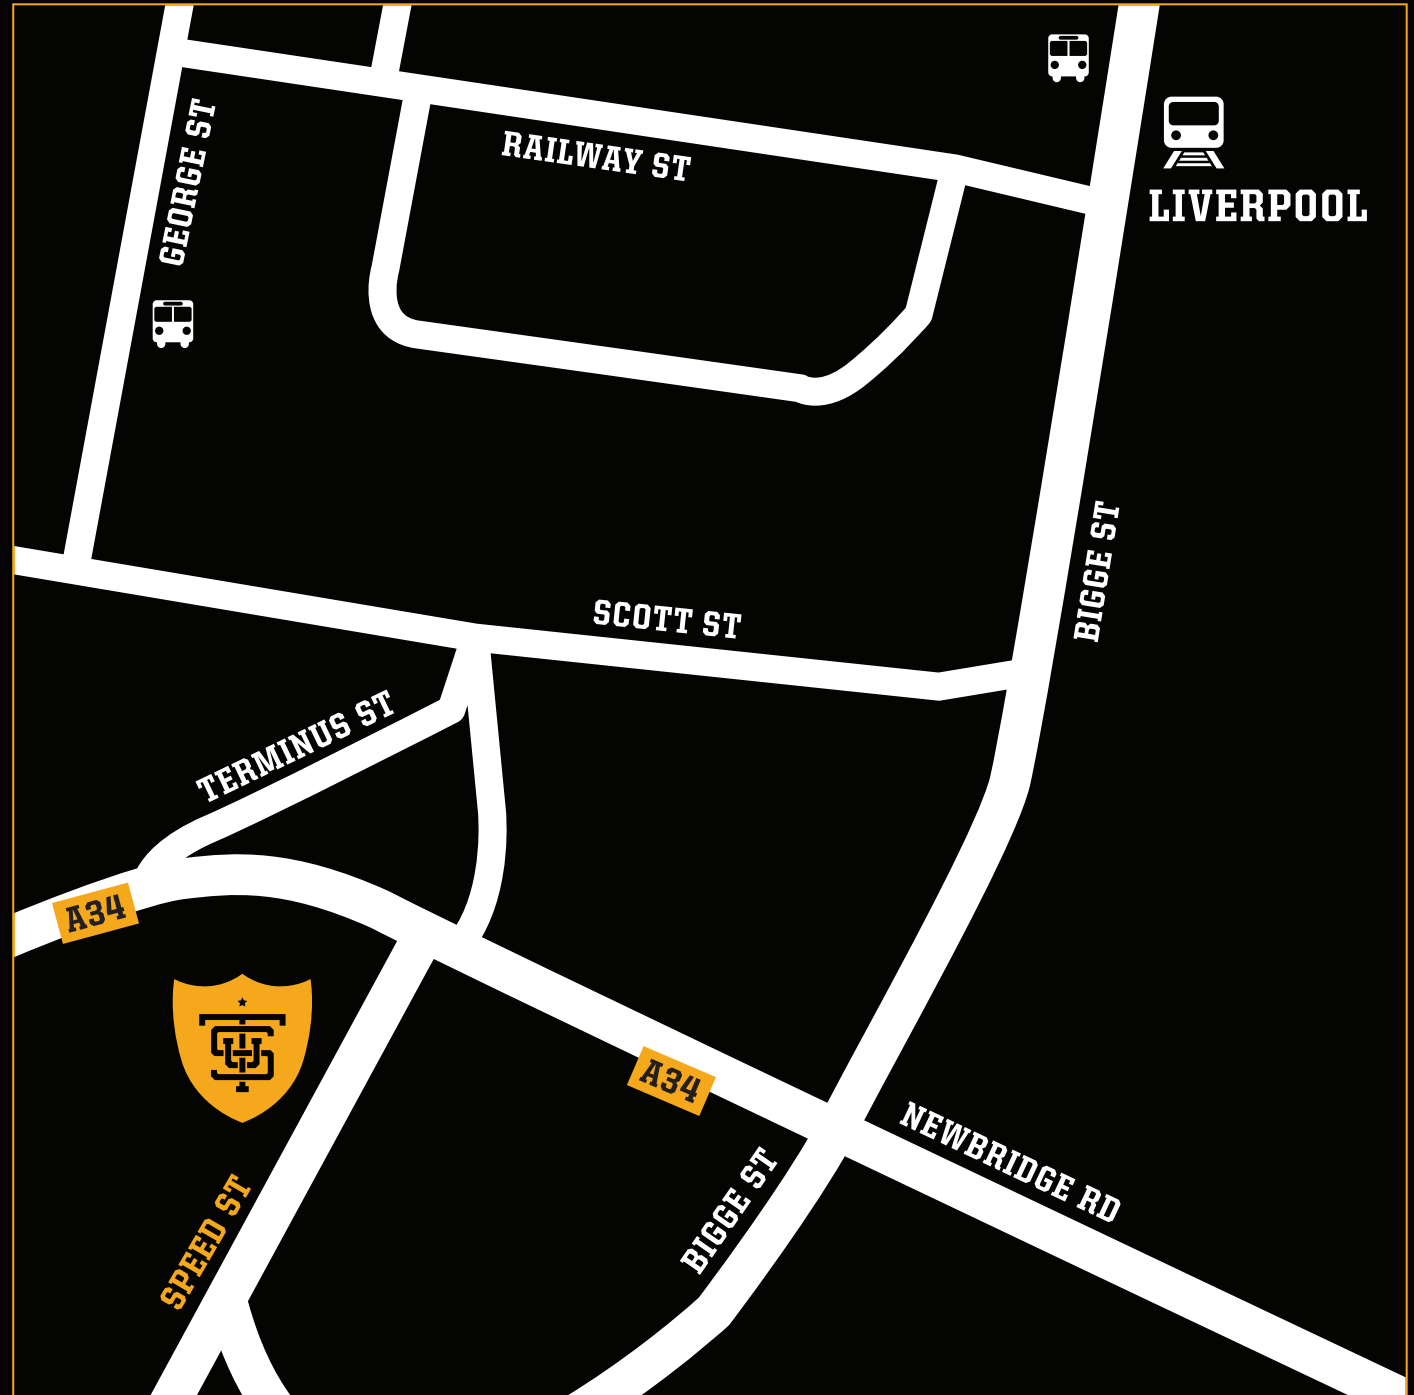 GEORGE ST
RAILWAY ST
LIVERPOOL
BIGGE ST
SCOTT ST
TERMINUS ST
A34
A34
NEWBRIDGE RD
BIGGE ST
SPEED ST